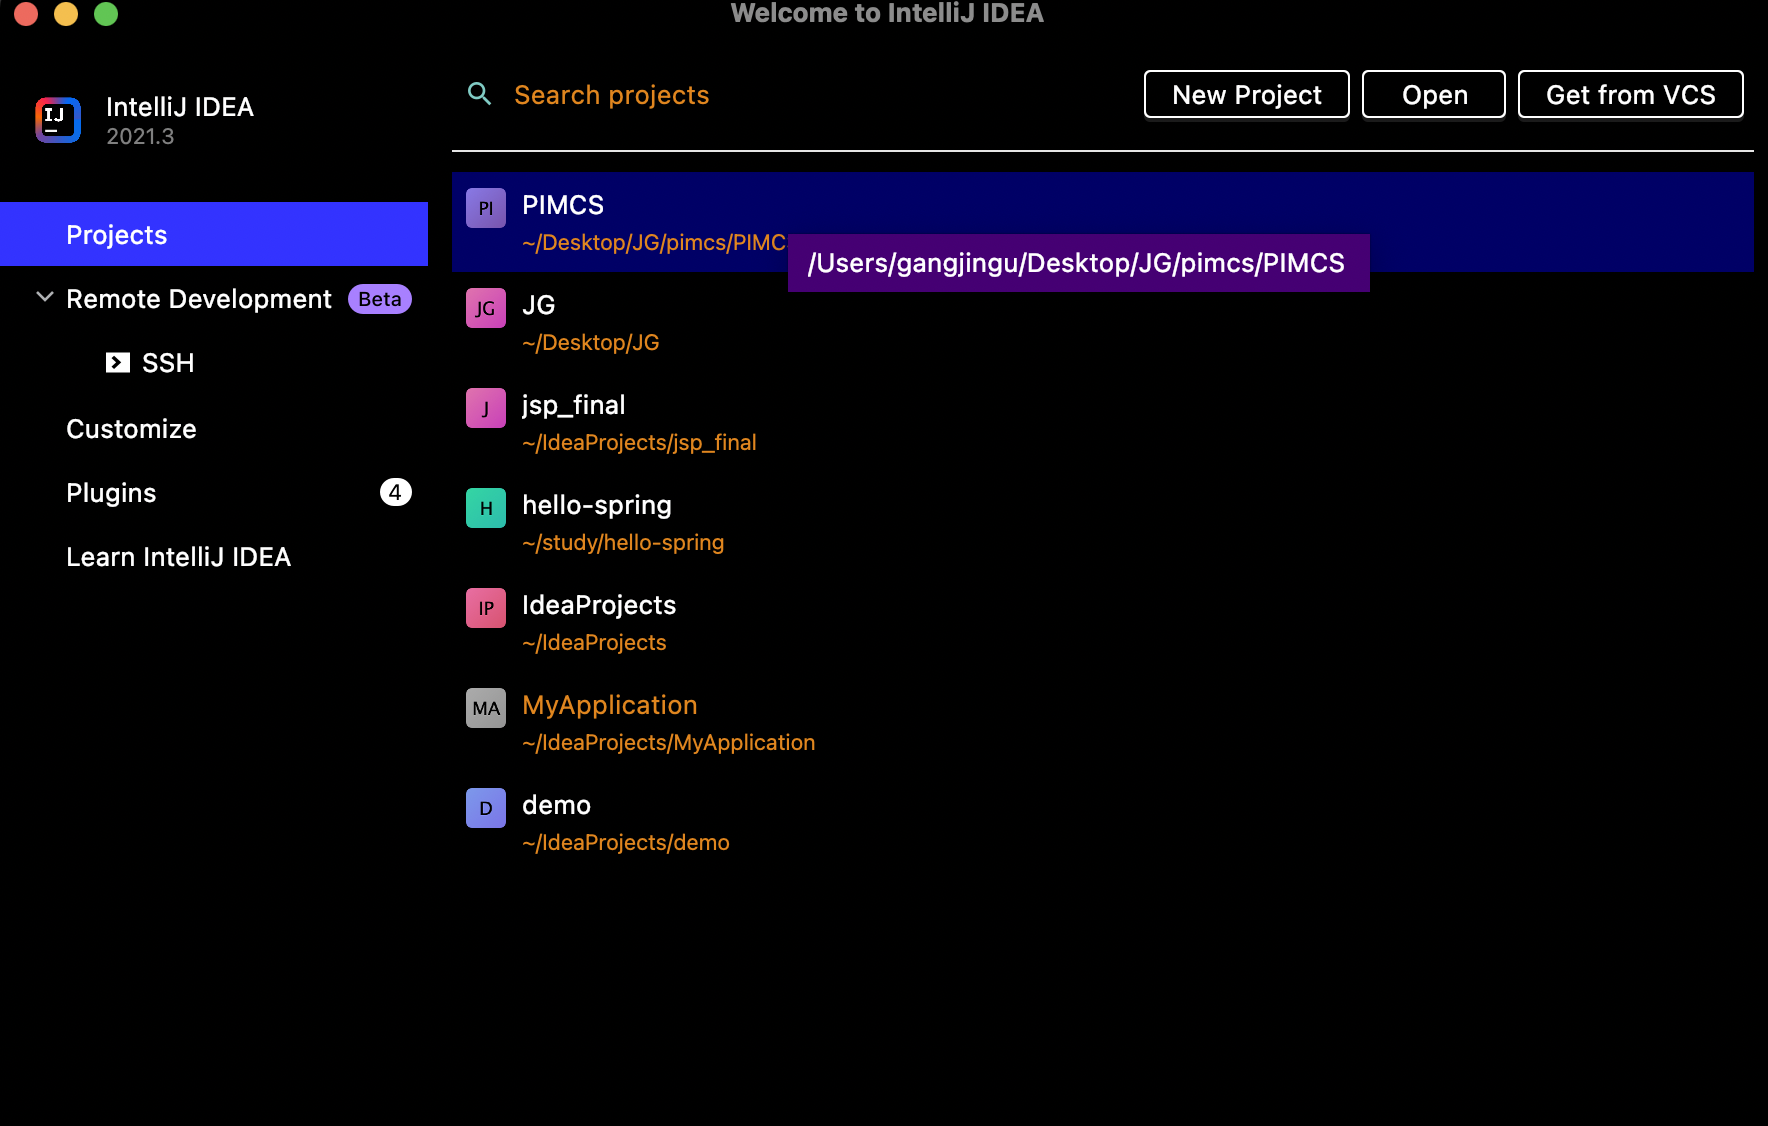 Welcome to IntelliJ IDEA
IJ
IntelliJ IDEA
2021.3
Projects
Remote Development Beta
SSH
Customize
Plugins 4
Learn IntelliJ IDEA
Search projects
New Project
Open
Get from VCS
PI
PIMCS
~/Desktop/JG/pimcs/PIMC
/Users/gangjingu/Desktop/JG/pimcs/PIMCS
JG
JG
~/Desktop/JG
J
jsp_final
~/IdeaProjects/jsp_final
H
hello-spring
~/study/hello-spring
IP
IdeaProjects
~/IdeaProjects
MA
MyApplication
~/IdeaProjects/MyApplication
D
demo
~/IdeaProjects/demo